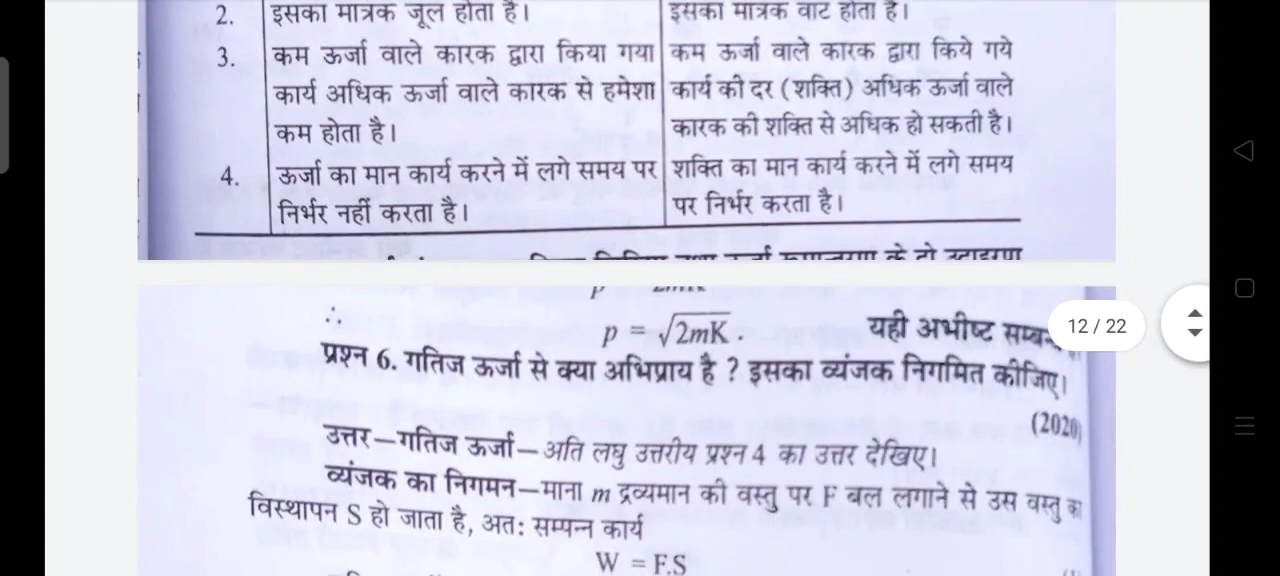 2. इसका मात्रक जूल होता है। इसका मात्रक वाट होता है।
3. कम ऊर्जा वाले कारक द्वारा किया गया कम ऊर्जा वाले कारक द्वारा किये गये
कार्य अधिक ऊर्जा वाले कारक से हमेशा कार्य की दर (शक्ति) अधिक ऊर्जा वाले
कम होता है। कारक की शक्ति से अधिक हो सकती है।
4. ऊर्जा का मान कार्य करने में लगे समय पर शक्ति का मान कार्य करने में लगे समय
निर्भर नहीं करता है। पर निर्भर करता है।
∴ p = √2mK. यही अभीष्ट
12 / 22
प्रश्न 6. गतिज ऊर्जा से क्या अभिप्राय है ? इसका व्यंजक निगमित कीजिए।
(2020)
उत्तर—गतिज ऊर्जा—अति लघु उत्तरीय प्रश्न 4 का उत्तर देखिए।
व्यंजक का निगमन—माना m द्रव्यमान की वस्तु पर F बल लगाने से उस वस्तु का
विस्थापन S हो जाता है, अत: सम्पन्न कार्य
W = F.S